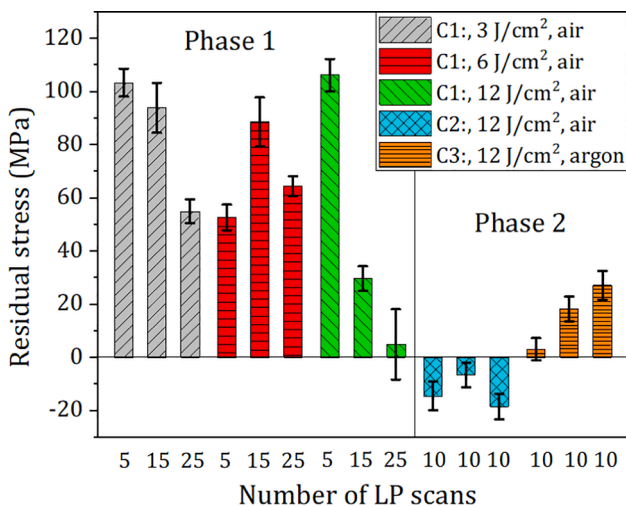 Phase 1
C1:, 3 J/cm², air
C1:, 6 J/cm², air
C1:, 12 J/cm², air
C2:, 12 J/cm², air
C3:, 12 J/cm², argon
Phase 2
Residual stress (MPa)
120
100
80
60
40
20
0
-20
5 15 25 5 15 25 5 15 25 10 10 10 10 10 10
Number of LP scans